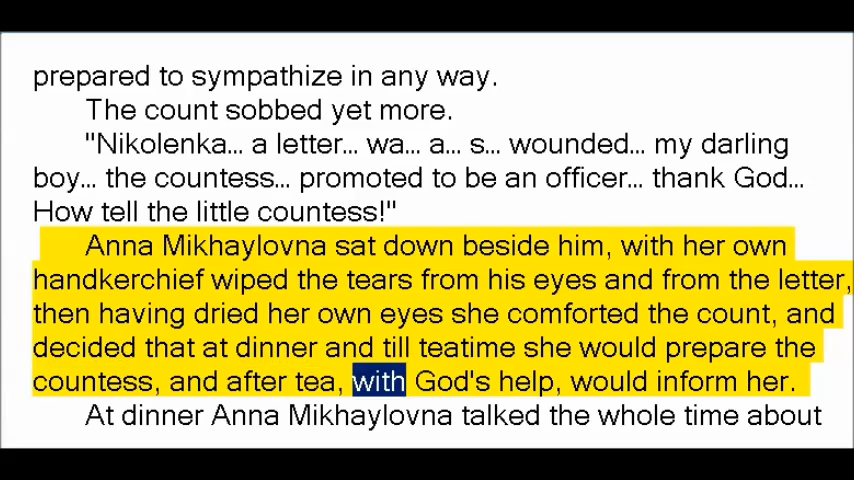 prepared to sympathize in any way.
The count sobbed yet more.
"Nikolenka... a letter... wa... a... s... wounded... my darling
boy... the countess... promoted to be an officer... thank God...
How tell the little countess!"
Anna Mikhaylovna sat down beside him, with her own
handkerchief wiped the tears from his eyes and from the letter,
then having dried her own eyes she comforted the count, and
decided that at dinner and till teatime she would prepare the
countess, and after tea, with God's help, would inform her.
At dinner Anna Mikhaylovna talked the whole time about